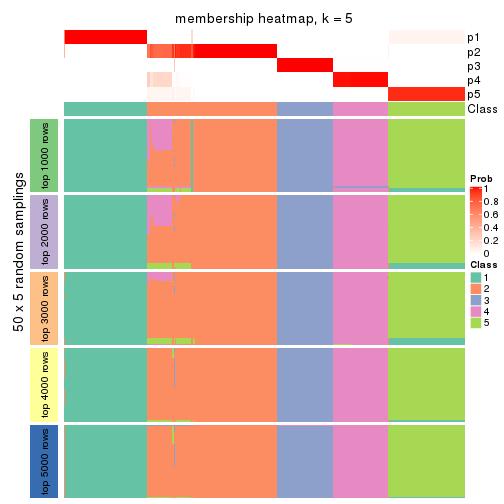 membership heatmap, k = 5
p1
p2
p3
p4
p5
Class
50 x 5 random samplings
top 1000 rows
top 2000 rows
top 3000 rows
top 4000 rows
top 5000 rows
Prob
1
0.8
0.6
0.4
0.2
0
Class
1
2
3
4
5